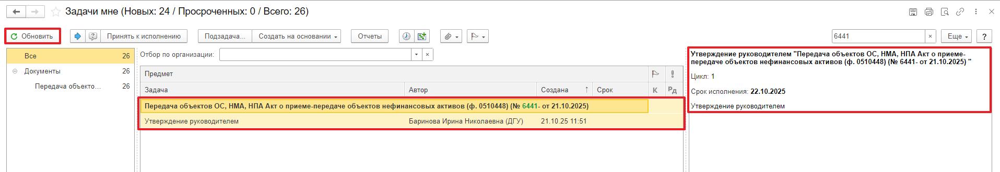 Задачи мне (Новых: 24 / Просроченных: 0 / Всего: 26)
Обновить
Принять к исполнению
Подзадача...
Создать на основании
Отчеты
6441
×
Еще
?
Все 26
Документы 26
Передача объекто... 26
Отбор по организации:
×
Предмет
Задача Автор Создана ↑ Срок К Рд
Передача объектов ОС, НМА, НПА Акт о приеме-передаче объектов нефинансовых активов (ф. 0510448) (№ 6441- от 21.10.2025)
Утверждение руководителем Баринова Ирина Николаевна (ДГУ) 21.10.25 11:51
Утверждение руководителем "Передача объектов ОС, НМА, НПА Акт о приеме-
передаче объектов нефинансовых активов (ф. 0510448) (№ 6441- от 21.10.2025) "
Цикл: 1
Срок исполнения: 22.10.2025
Утверждение руководителем